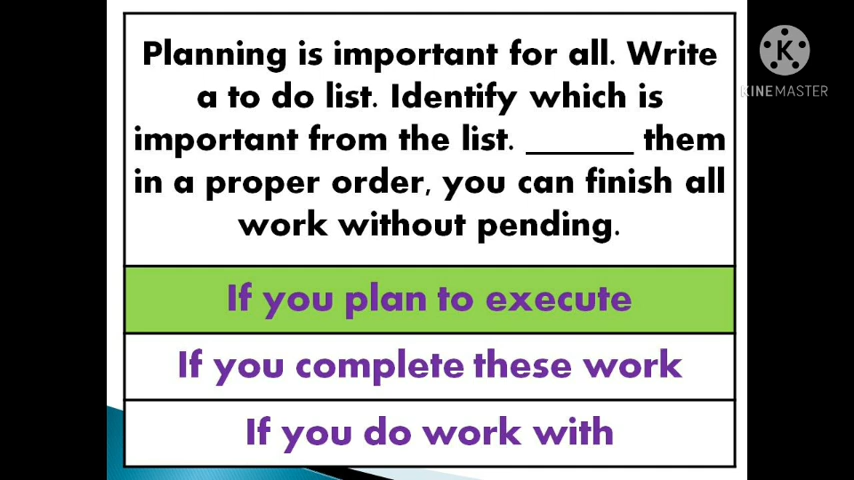 Planning is important for all. Write
a to do list. Identify which is
important from the list. _______ them
in a proper order, you can finish all
work without pending.
If you plan to execute
If you complete these work
If you do work with
K
KINEMASTER